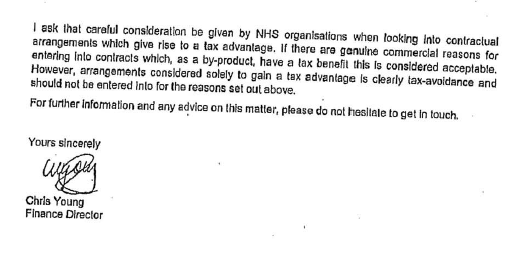 I ask that careful consideration be given by NHS organisations when looking into contractual
arrangements which give rise to a tax advantage. If there are genuine commercial reasons for
entering into contracts which, as a by-product, have a tax benefit this is considered acceptable.
However, arrangements considered solely to gain a tax advantage is clearly tax-avoidance and
should not be entered into for the reasons set out above.
For further information and any advice on this matter, please do not hesitate to get in touch.
Yours sincerely
Chris Young
Finance Director